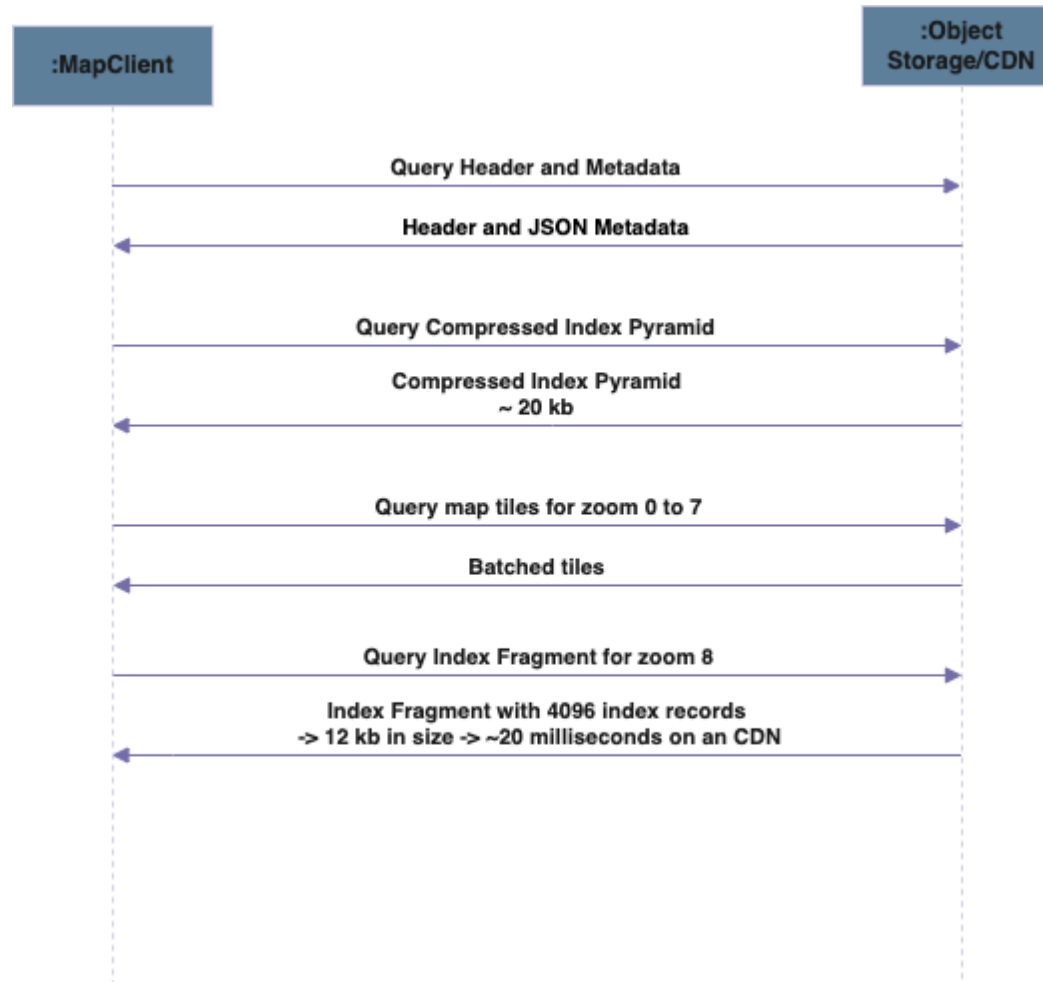 :MapClient
:Object
Storage/CDN
Query Header and Metadata
Header and JSON Metadata
Query Compressed Index Pyramid
Compressed Index Pyramid
~ 20 kb
Query map tiles for zoom 0 to 7
Batched tiles
Query Index Fragment for zoom 8
Index Fragment with 4096 index records
-> 12 kb in size -> ~20 milliseconds on an CDN